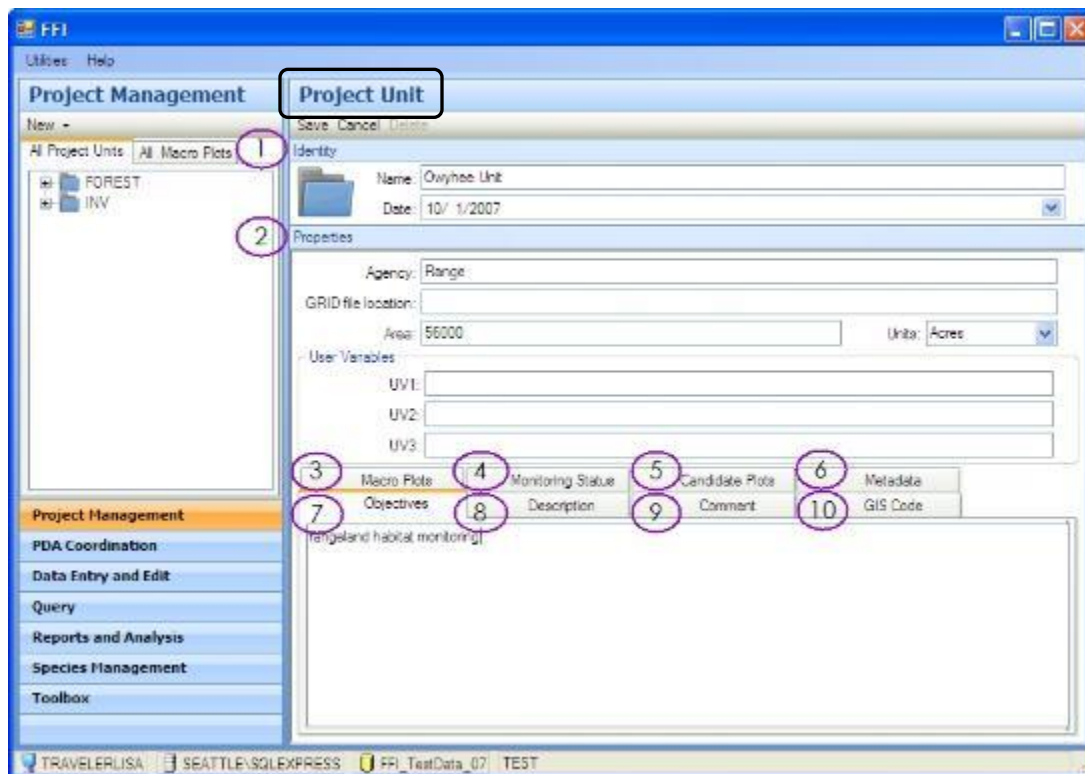 FFI
Utilities Help
Project Management
New
All Project Units All Macro Plots
FOREST
INV
Project Management
PDA Coordination
Data Entry and Edit
Query
Reports and Analysis
Species Management
Toolbox
Project Unit
Save Cancel Delete
1 Identity
Name: Owyhee Unit
Date: 10/ 1/2007
2 Properties
Agency: Range
GRID file location:
Area: 56000 Units: Acres
User Variables
UV1:
UV2:
UV3:
3 Macro Plots 4 Monitoring Status 5 Candidate Plots 6 Metadata
7 Objectives 8 Description 9 Comment 10 GIS Code
rangeland habitat monitoring
TRAVELERLISA SEATTLE\SQLEXPRESS FFI_TestData_07 TEST